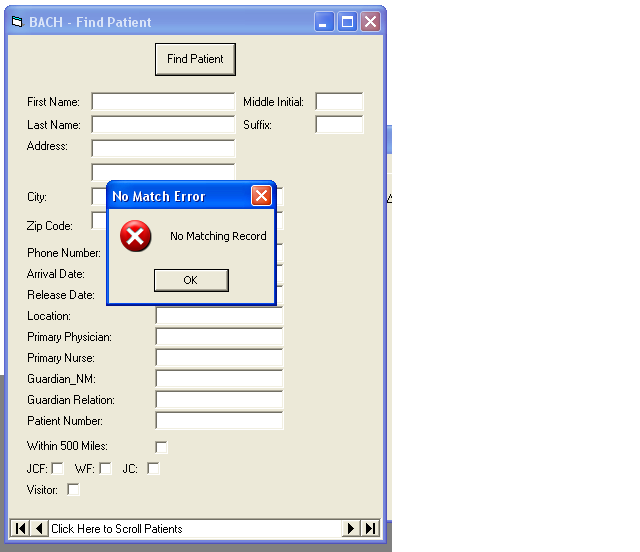 BACH - Find Patient
Find Patient
First Name: Middle Initial:
Last Name: Suffix:
Address:
City:
No Match Error
Zip Code:
No Matching Record
Phone Number:
Arrival Date:
OK
Release Date:
Location:
Primary Physician:
Primary Nurse:
Guardian_NM:
Guardian Relation:
Patient Number:
Within 500 Miles:
JCF: WF: JC:
Visitor:
Click Here to Scroll Patients